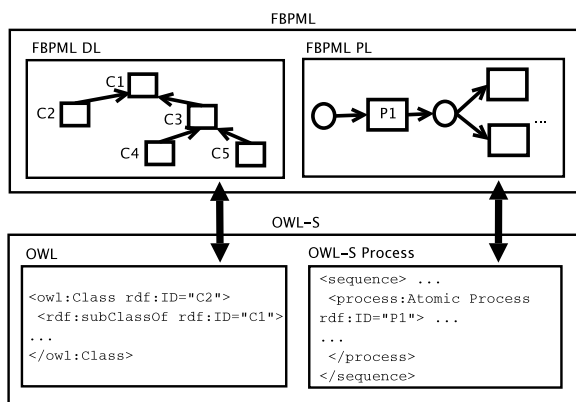 FBPML
FBPML DL
C1
C2
C3
C4
C5
FBPML PL
P1
...
OWL-S
OWL
<owl:Class rdf:ID="C2">
<rdf:subClassOf rdf:ID="C1">
...
</owl:Class>
OWL-S Process
<sequence> ...
<process:Atomic Process
rdf:ID="P1"> ...
...
</process>
</sequence>